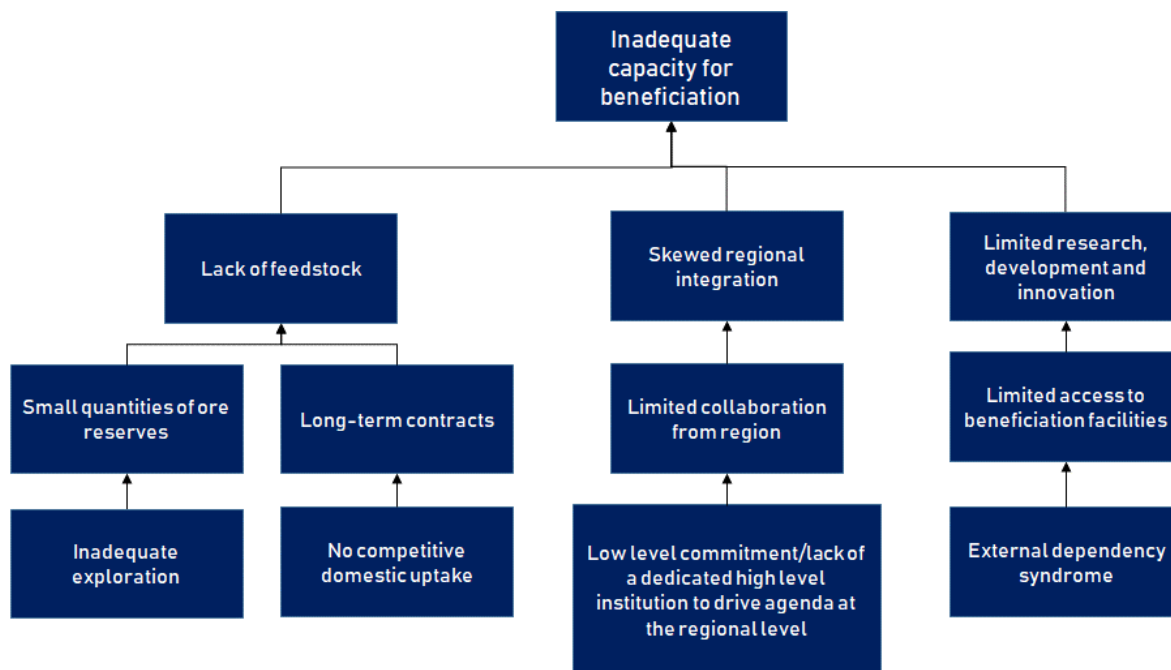 Inadequate
capacity for
beneficiation
Lack of feedstock
Skewed regional
integration
Limited research,
development and
innovation
Small quantities of ore
reserves
Long-term contracts
Limited collaboration
from region
Limited access to
beneficiation facilities
Inadequate
exploration
No competitive
domestic uptake
Low level commitment/lack of
a dedicated high level
institution to drive agenda at
the regional level
External dependency
syndrome